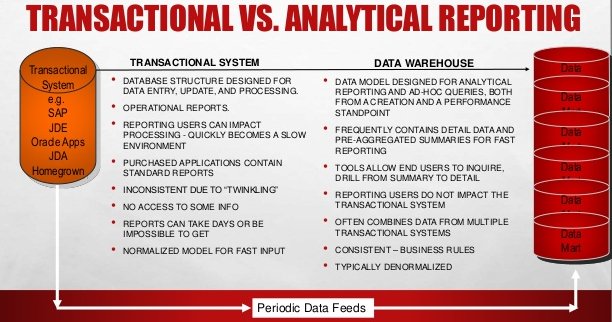 TRANSACTIONAL VS. ANALYTICAL REPORTING
Transactional
System
e.g.
SAP
JDE
Oracle Apps
JDA
Homegrown
TRANSACTIONAL SYSTEM
• DATABASE STRUCTURE DESIGNED FOR
DATA ENTRY, UPDATE, AND PROCESSING.
• OPERATIONAL REPORTS.
• REPORTING USERS CAN IMPACT
PROCESSING - QUICKLY BECOMES A SLOW
ENVIRONMENT
• PURCHASED APPLICATIONS CONTAIN
STANDARD REPORTS
• INCONSISTENT DUE TO “TWINKLING”
• NO ACCESS TO SOME INFO
• REPORTS CAN TAKE DAYS OR BE
IMPOSSIBLE TO GET
• NORMALIZED MODEL FOR FAST INPUT
DATA WAREHOUSE
• DATA MODEL DESIGNED FOR ANALYTICAL
REPORTING AND AD-HOC QUERIES, BOTH
FROM A CREATION AND A PERFORMANCE
STANDPOINT
• FREQUENTLY CONTAINS DETAIL DATA AND
PRE-AGGREGATED SUMMARIES FOR FAST
REPORTING
• TOOLS ALLOW END USERS TO INQUIRE,
DRILL FROM SUMMARY TO DETAIL
• REPORTING USERS DO NOT IMPACT THE
TRANSACTIONAL SYSTEM
• OFTEN COMBINES DATA FROM MULTIPLE
TRANSACTIONAL SYSTEMS
• CONSISTENT – BUSINESS RULES
• TYPICALLY DENORMALIZED
Data
Data
Data
Data
Data
Data
Data
Mart
Periodic Data Feeds